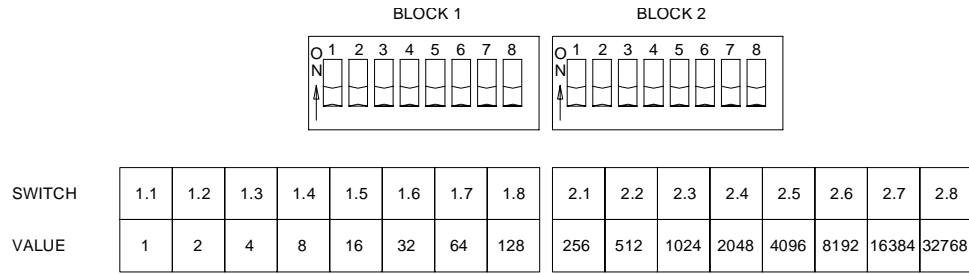 BLOCK 1 BLOCK 2
ON 1 2 3 4 5 6 7 8 ON 1 2 3 4 5 6 7 8
SWITCH 1.1 1.2 1.3 1.4 1.5 1.6 1.7 1.8 2.1 2.2 2.3 2.4 2.5 2.6 2.7 2.8
VALUE 1 2 4 8 16 32 64 128 256 512 1024 2048 4096 8192 16384 32768